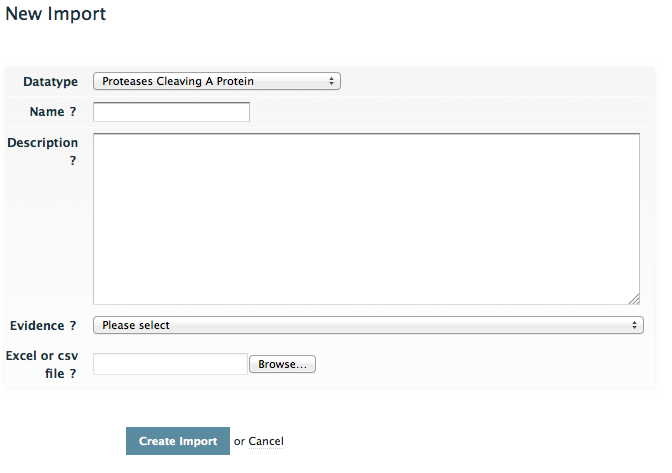 New Import
Datatype Proteases Cleaving A Protein
Name ?
Description
?
Evidence ? Please select
Excel or csv
file ? Browse...
Create Import or Cancel